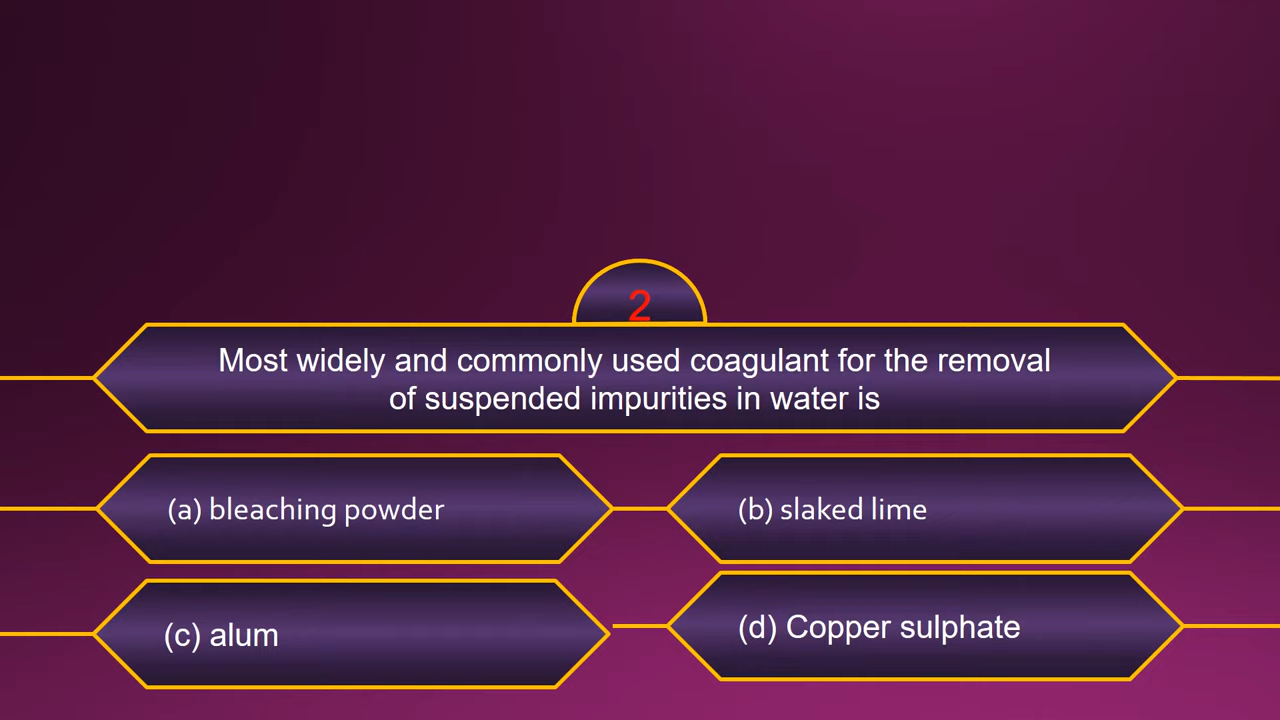 2
Most widely and commonly used coagulant for the removal
of suspended impurities in water is
(a) bleaching powder
(b) slaked lime
(c) alum
(d) Copper sulphate